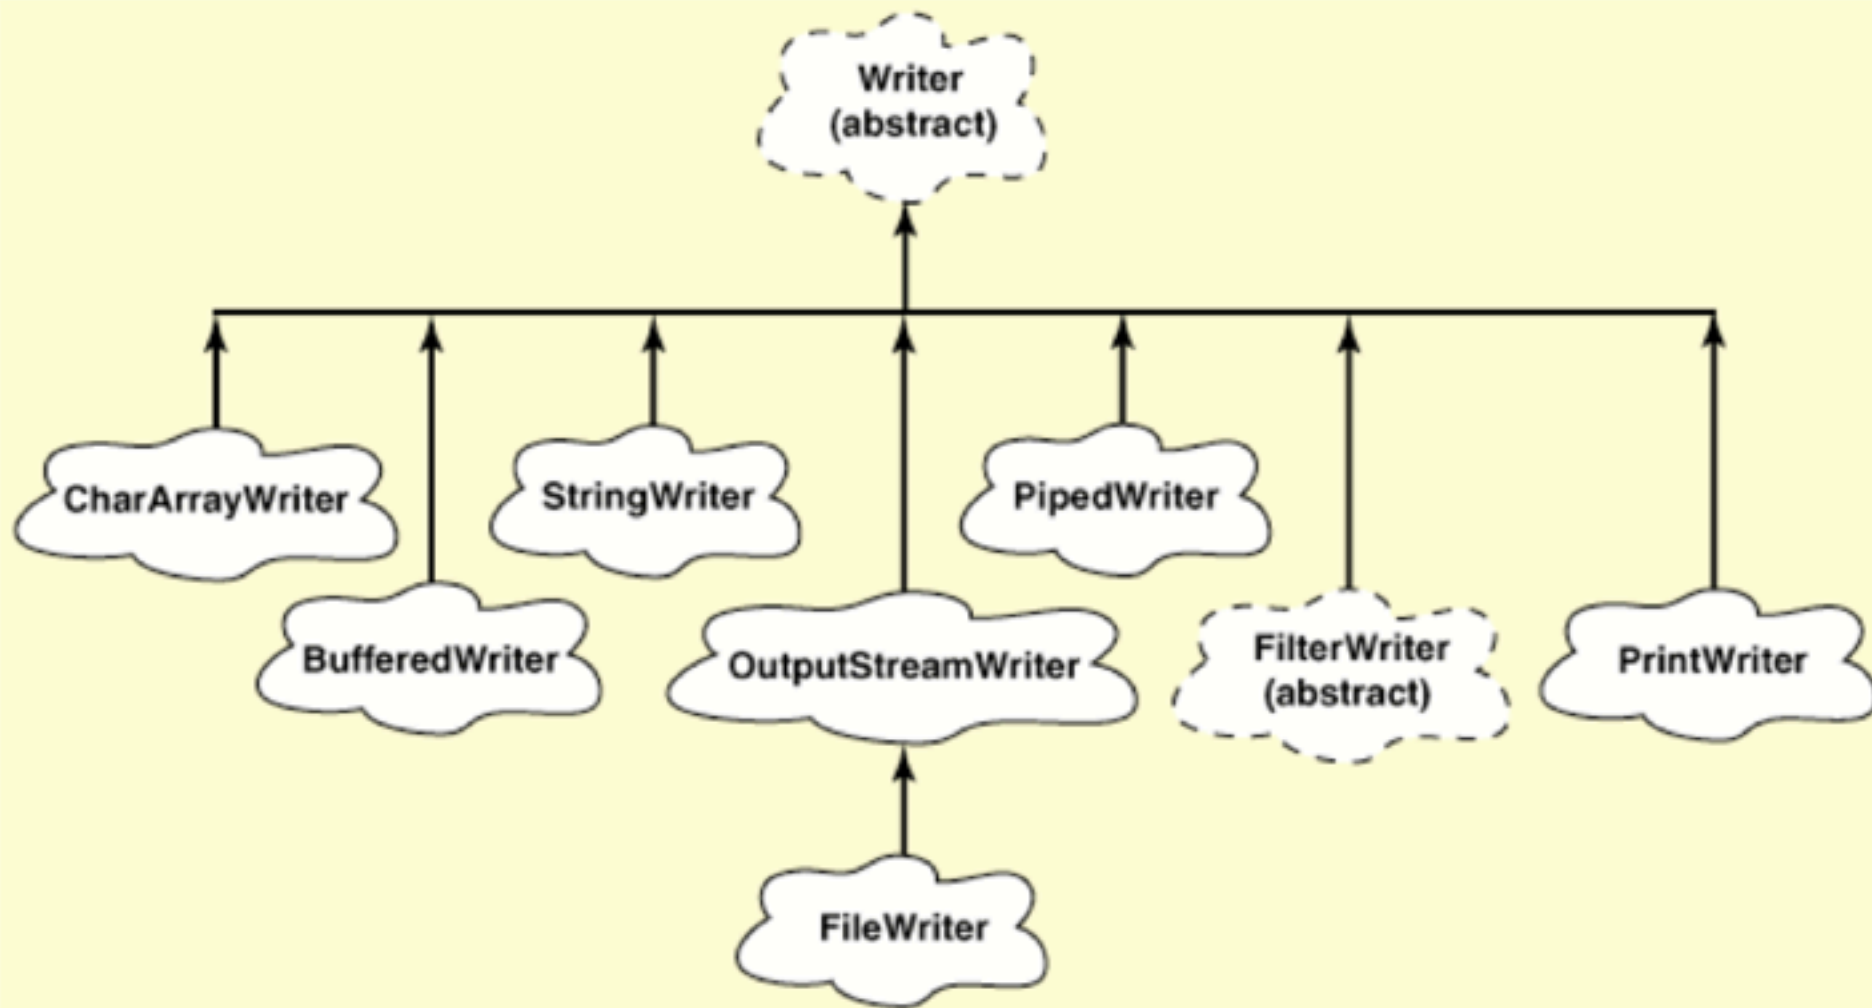 Writer
(abstract)
CharArrayWriter
StringWriter
PipedWriter
BufferedWriter
OutputStreamWriter
FilterWriter
(abstract)
PrintWriter
FileWriter